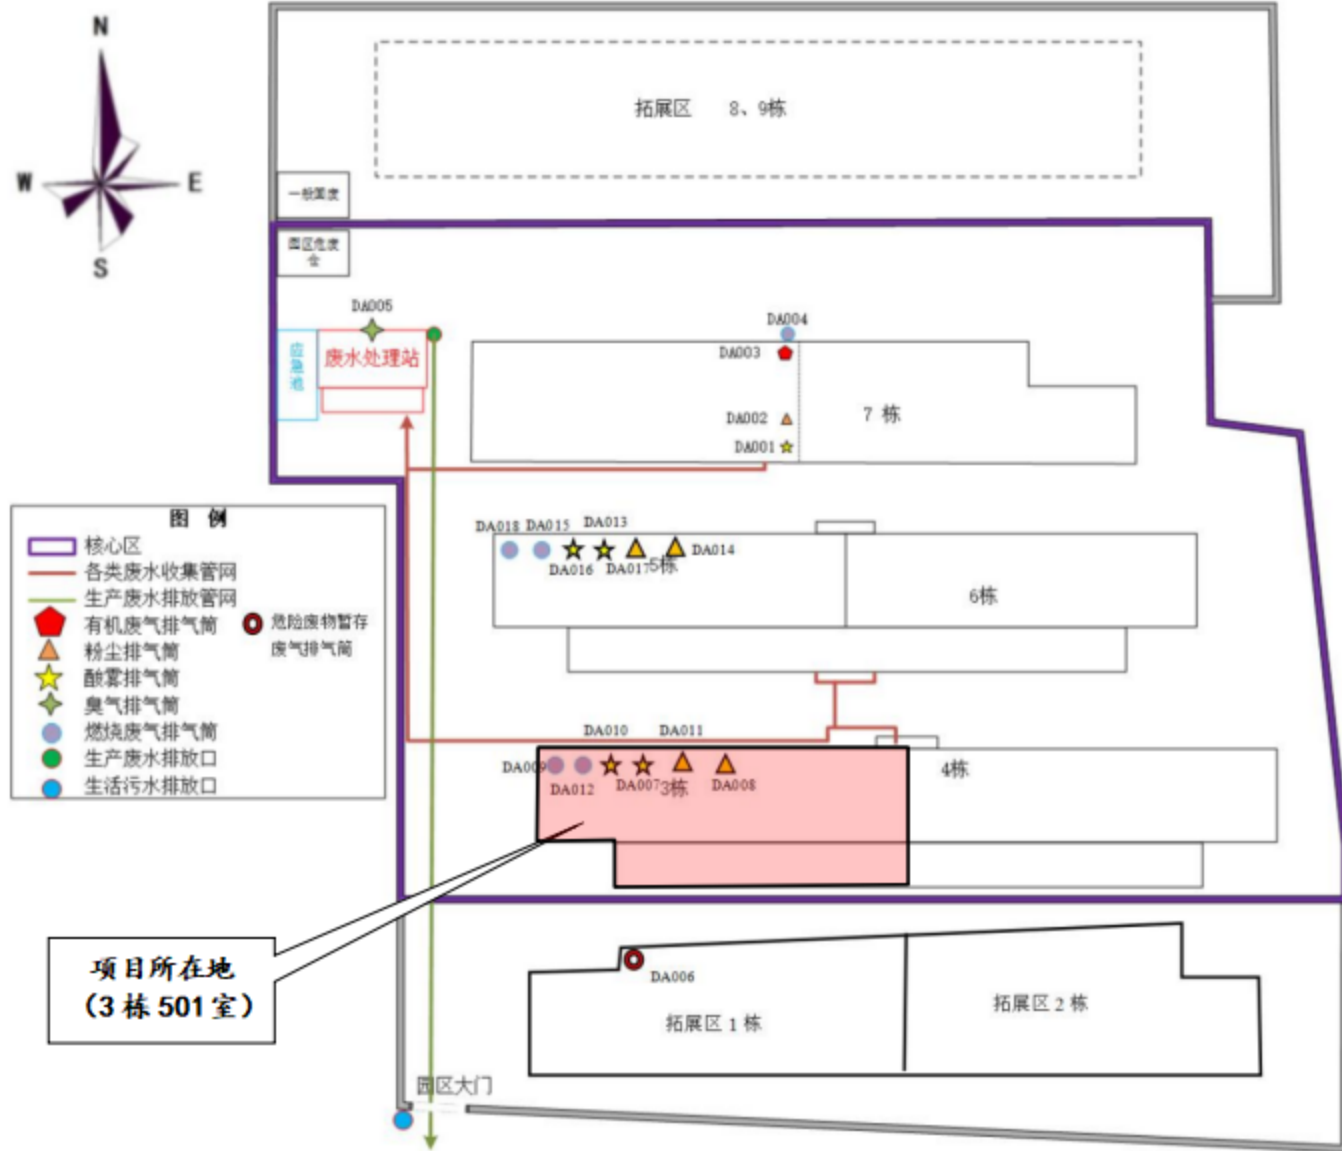 N
W
E
S
拓展区 8、9栋
一般固废
园区危废
仓
DA005
应急池
废水处理站
DA004
DA003
DA002
DA001
7 栋
图 例
核心区
各类废水收集管网
生产废水排放管网
有机废气排气筒
粉尘排气筒
酸雾排气筒
臭气排气筒
燃烧废气排气筒
生产废水排放口
生活污水排放口
危险废物暂存
废气排气筒
DA018 DA015 DA013
DA014
DA016 DA017
5栋
6栋
DA010 DA011
DA009
DA012 DA007
3栋
DA008
4栋
项目所在地
（3 栋 501 室）
DA006
拓展区 1 栋
拓展区 2 栋
园区大门